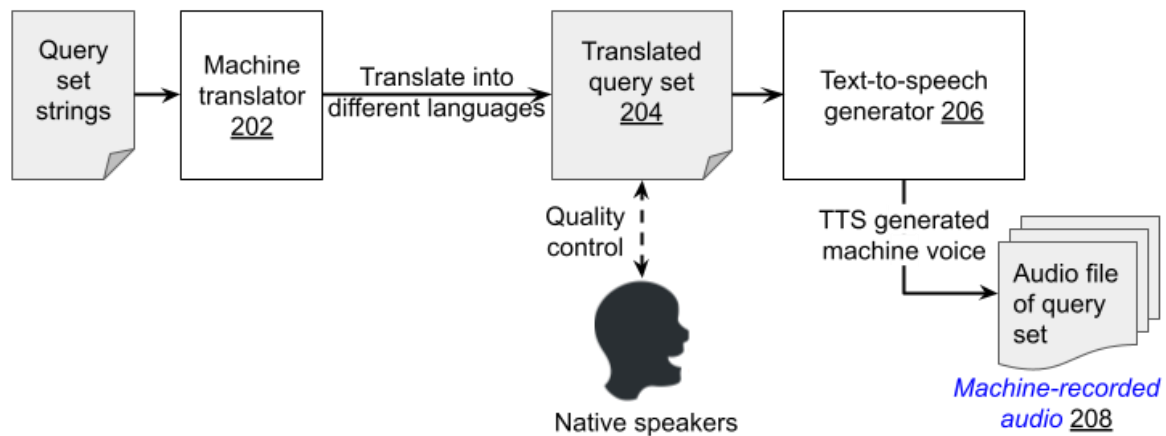 Query
set
strings
Machine
translator
202
Translate into
different languages
Translated
query set
204
Text-to-speech
generator 206
Quality
control
Native speakers
TTS generated
machine voice
Audio file
of query
set
Machine-recorded
audio 208